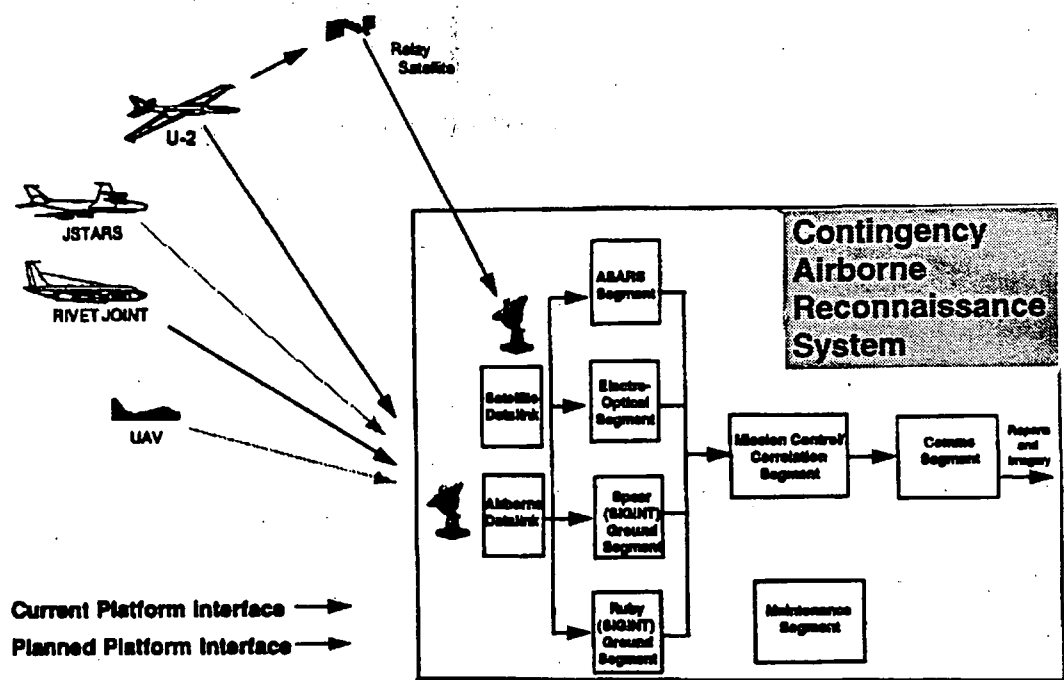 Relay
Satellite
U-2
JSTARS
RIVET JOINT
UAV
Contingency
Airborne
Reconnaissance
System
ASARS
Segment
Satellite
Datalink
Electro-
Optical
Segment
Airborne
Datalink
Spear
(SIGINT)
Ground
Segment
Ruby
(SIGINT)
Ground
Segment
Mission Control/
Correlation
Segment
Comms
Segment
Reports
and
Imagery
Maintenance
Segment
Current Platform Interface
Planned Platform Interface